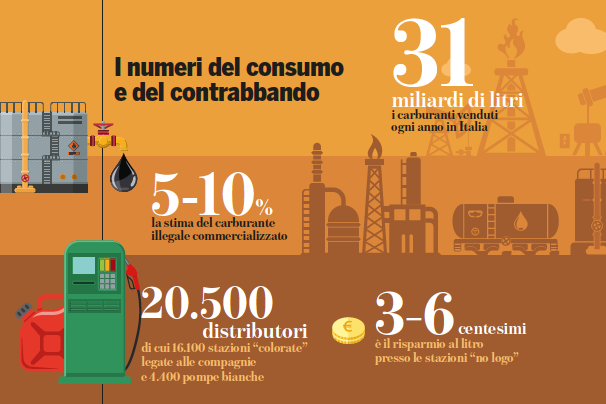 I numeri del consumo
e del contrabbando
31
miliardi di litri
i carburanti venduti
ogni anno in Italia
5-10%
la stima del carburante
illegale commercializzato
20.500
distributori
di cui 16.100 stazioni “colorate”
legate alle compagnie
e 4.400 pompe bianche
€
3-6 centesimi
è il risparmio al litro
presso le stazioni “no logo”